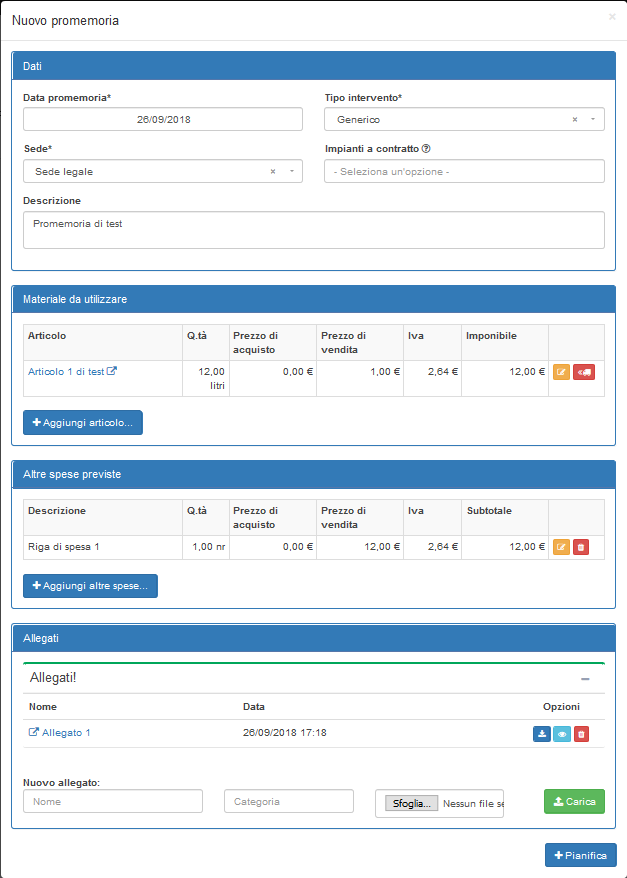 Nuovo promemoria
×
Dati
Data promemoria*
Tipo intervento*
26/09/2018
Generico × 
Sede*
Impianti a contratto
Sede legale ×
- Seleziona un'opzione -
Descrizione
Promemoria di test
Materiale da utilizzare
Articolo Q.tà Prezzo di acquisto Prezzo di vendita Iva Imponibile
Articolo 1 di test 12,00 litri 0,00 € 1,00 € 2,64 € 12,00 €
Aggiungi articolo...
Altre spese previste
Descrizione Q.tà Prezzo di acquisto Prezzo di vendita Iva Subtotale
Riga di spesa 1 1,00 nr 0,00 € 12,00 € 2,64 € 12,00 €
Aggiungi altre spese...
Allegati
Allegati!
Nome Data Opzioni
Allegato 1 26/09/2018 17:18
Nuovo allegato:
Nome Categoria Sfoglia... Nessun file se Carica
Pianifica